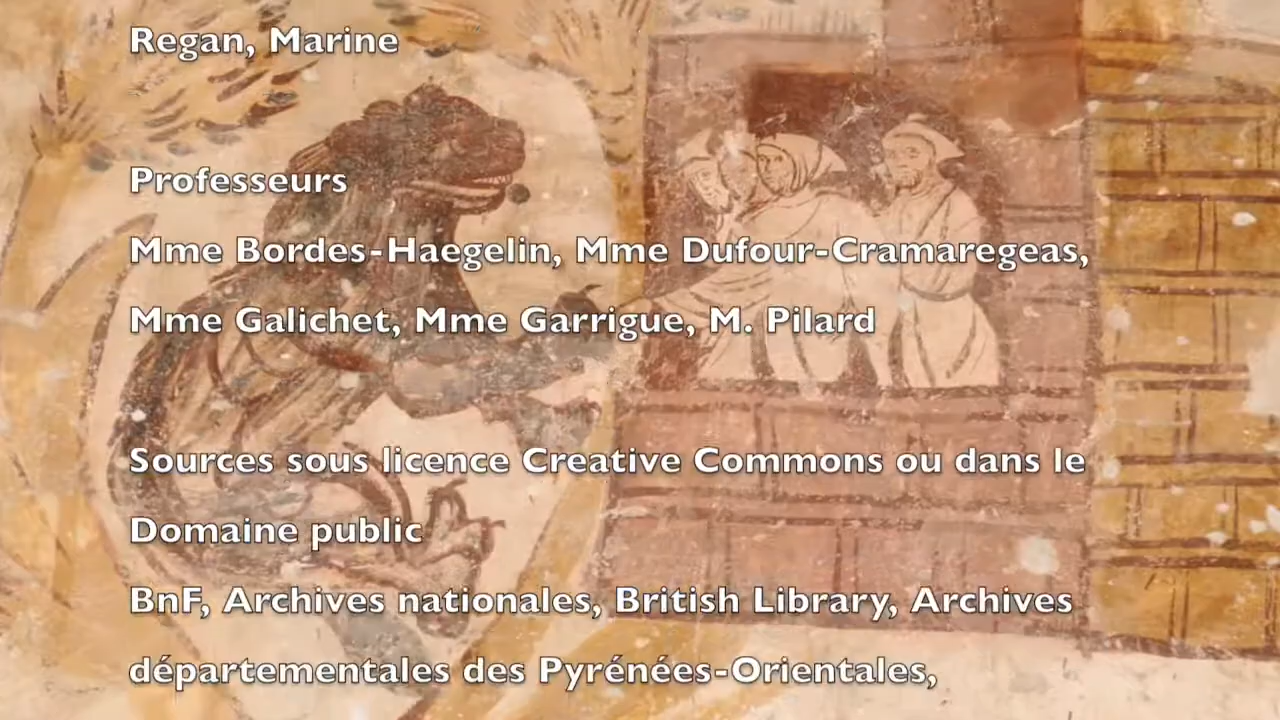 Regan, Marine
Professeurs
Mme Bordes-Haegelin, Mme Dufour-Cramaregeas,
Mme Galichet, Mme Garrigue, M. Pilard
Sources sous licence Creative Commons ou dans le
Domaine public
BnF, Archives nationales, British Library, Archives
départementales des Pyrénées-Orientales,